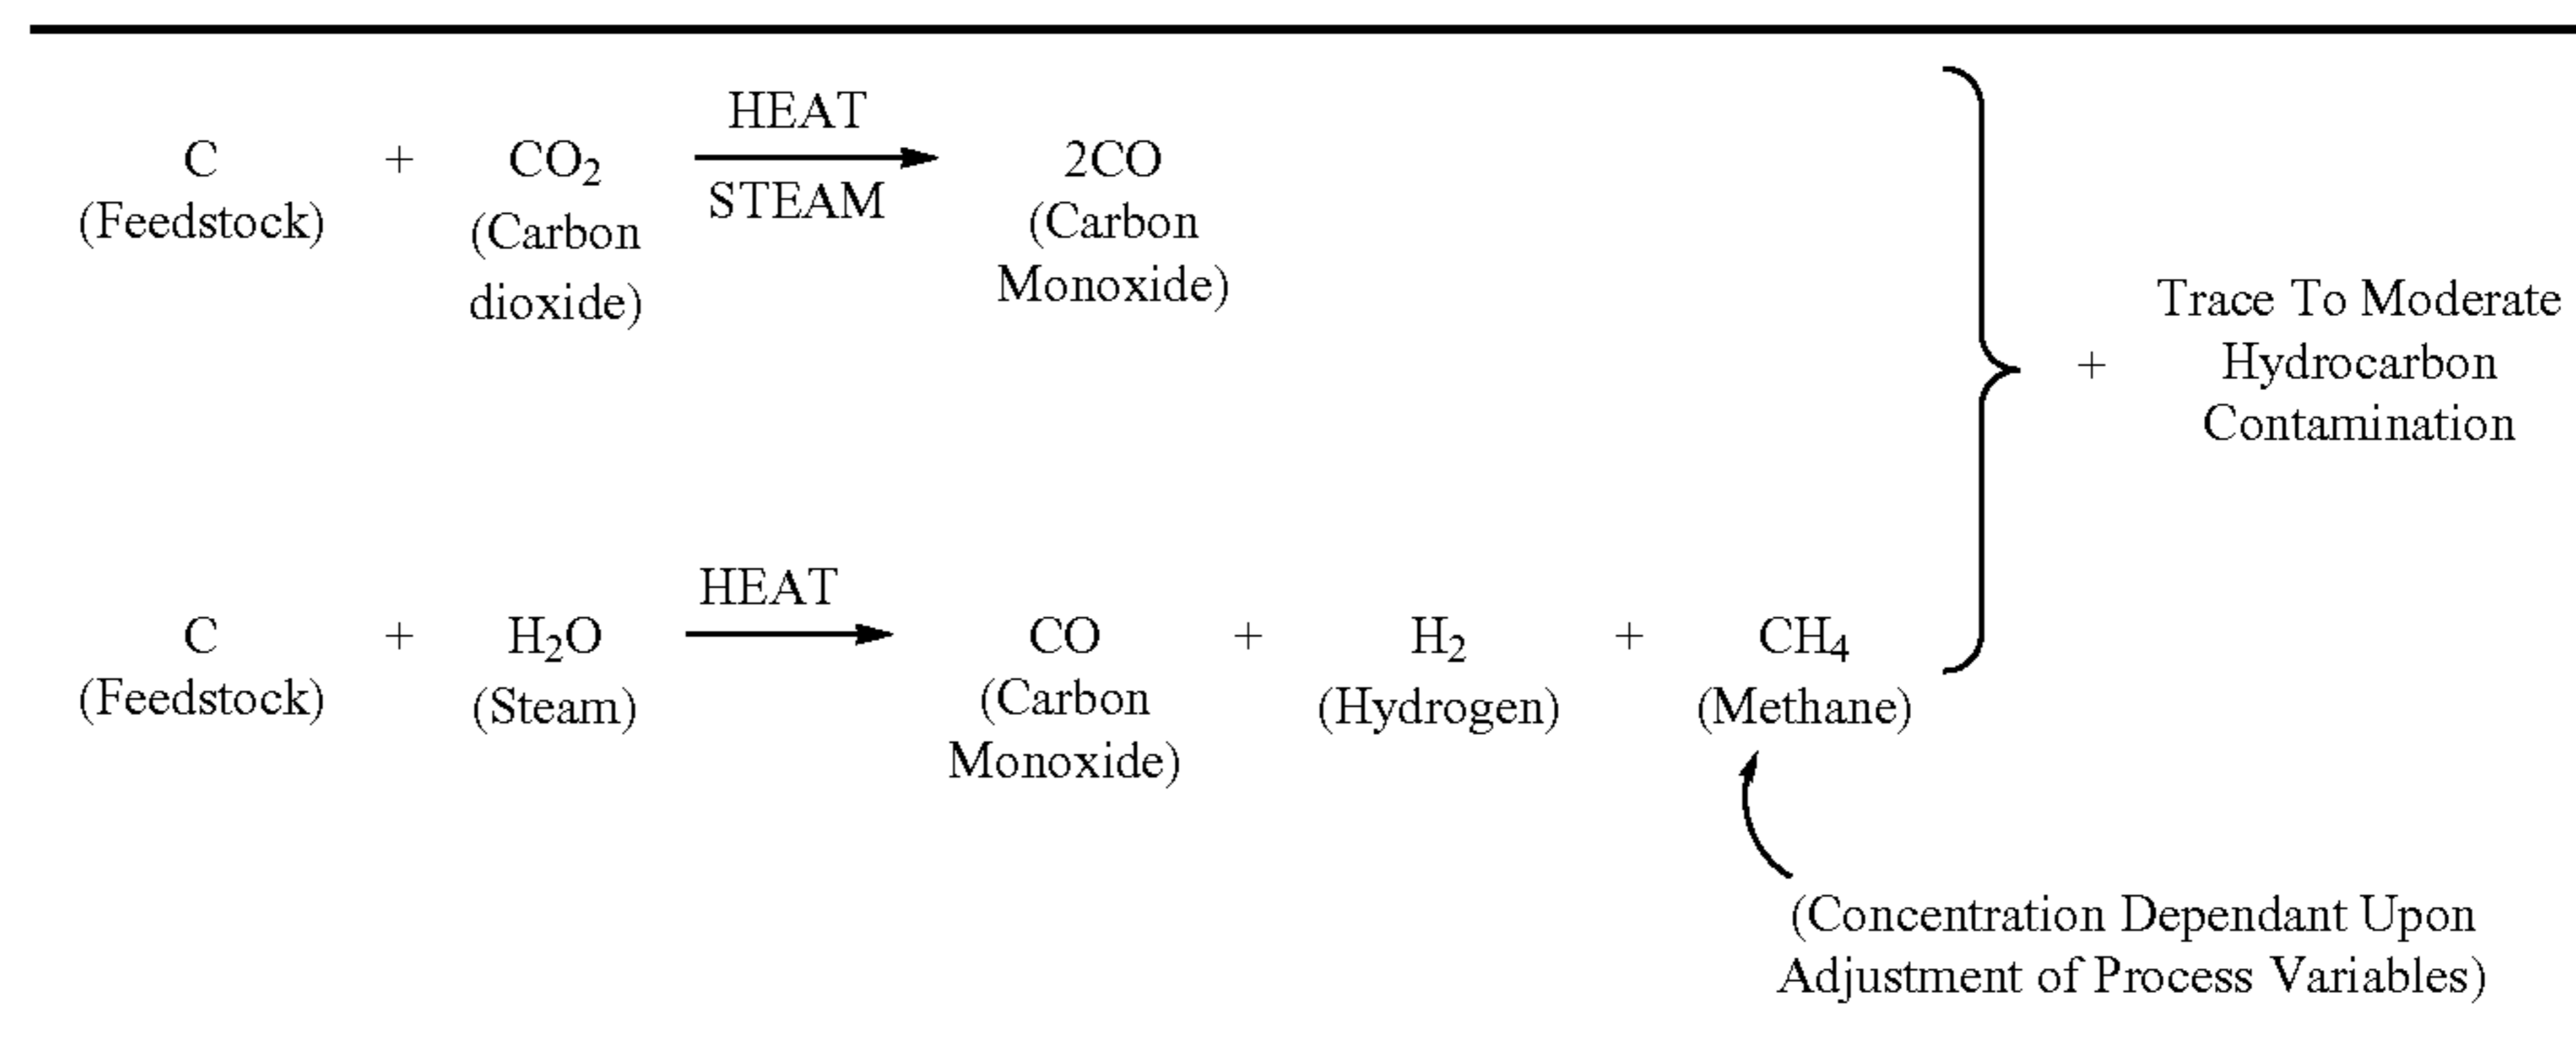 HEAT
C + CO₂ 2CO
STEAM
(Feedstock) (Carbon (Carbon
dioxide) Monoxide)
Trace To Moderate
+ Hydrocarbon
Contamination
HEAT
C + H₂O CO + H₂ + CH₄
(Feedstock) (Steam) (Carbon (Hydrogen) (Methane)
Monoxide)
(Concentration Dependant Upon
Adjustment of Process Variables)